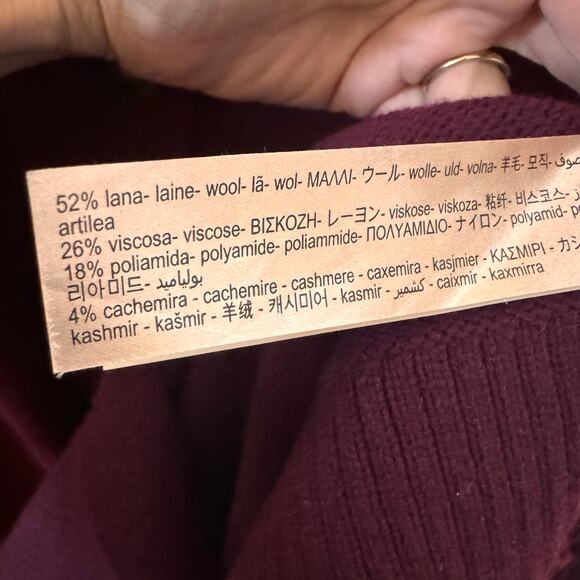 52% lana- laine- wool- lã- wol- ΜΑΛΛΙ- ウール- wolle- uld- volna- 羊毛- 모직- صوف
artilea
26% viscosa- viscose- ΒΙΣΚΟΖΗ- レーヨン- viskose- viskoza- 粘纤- 비스코스-
18% poliamida- polyamide- poliammide- ΠΟΛΥΑΜΙΔΙΟ- ナイロン- polyamid-
리아미드- بولياميد
4% cachemira - cachemire - cashmere - caxemira - kasjmier - ΚΑΣΜΙΡΙ - カシ
kashmir - kašmir - 羊绒 - 캐시미어 - kasmir - كشمير - caixmir - kaxmirra